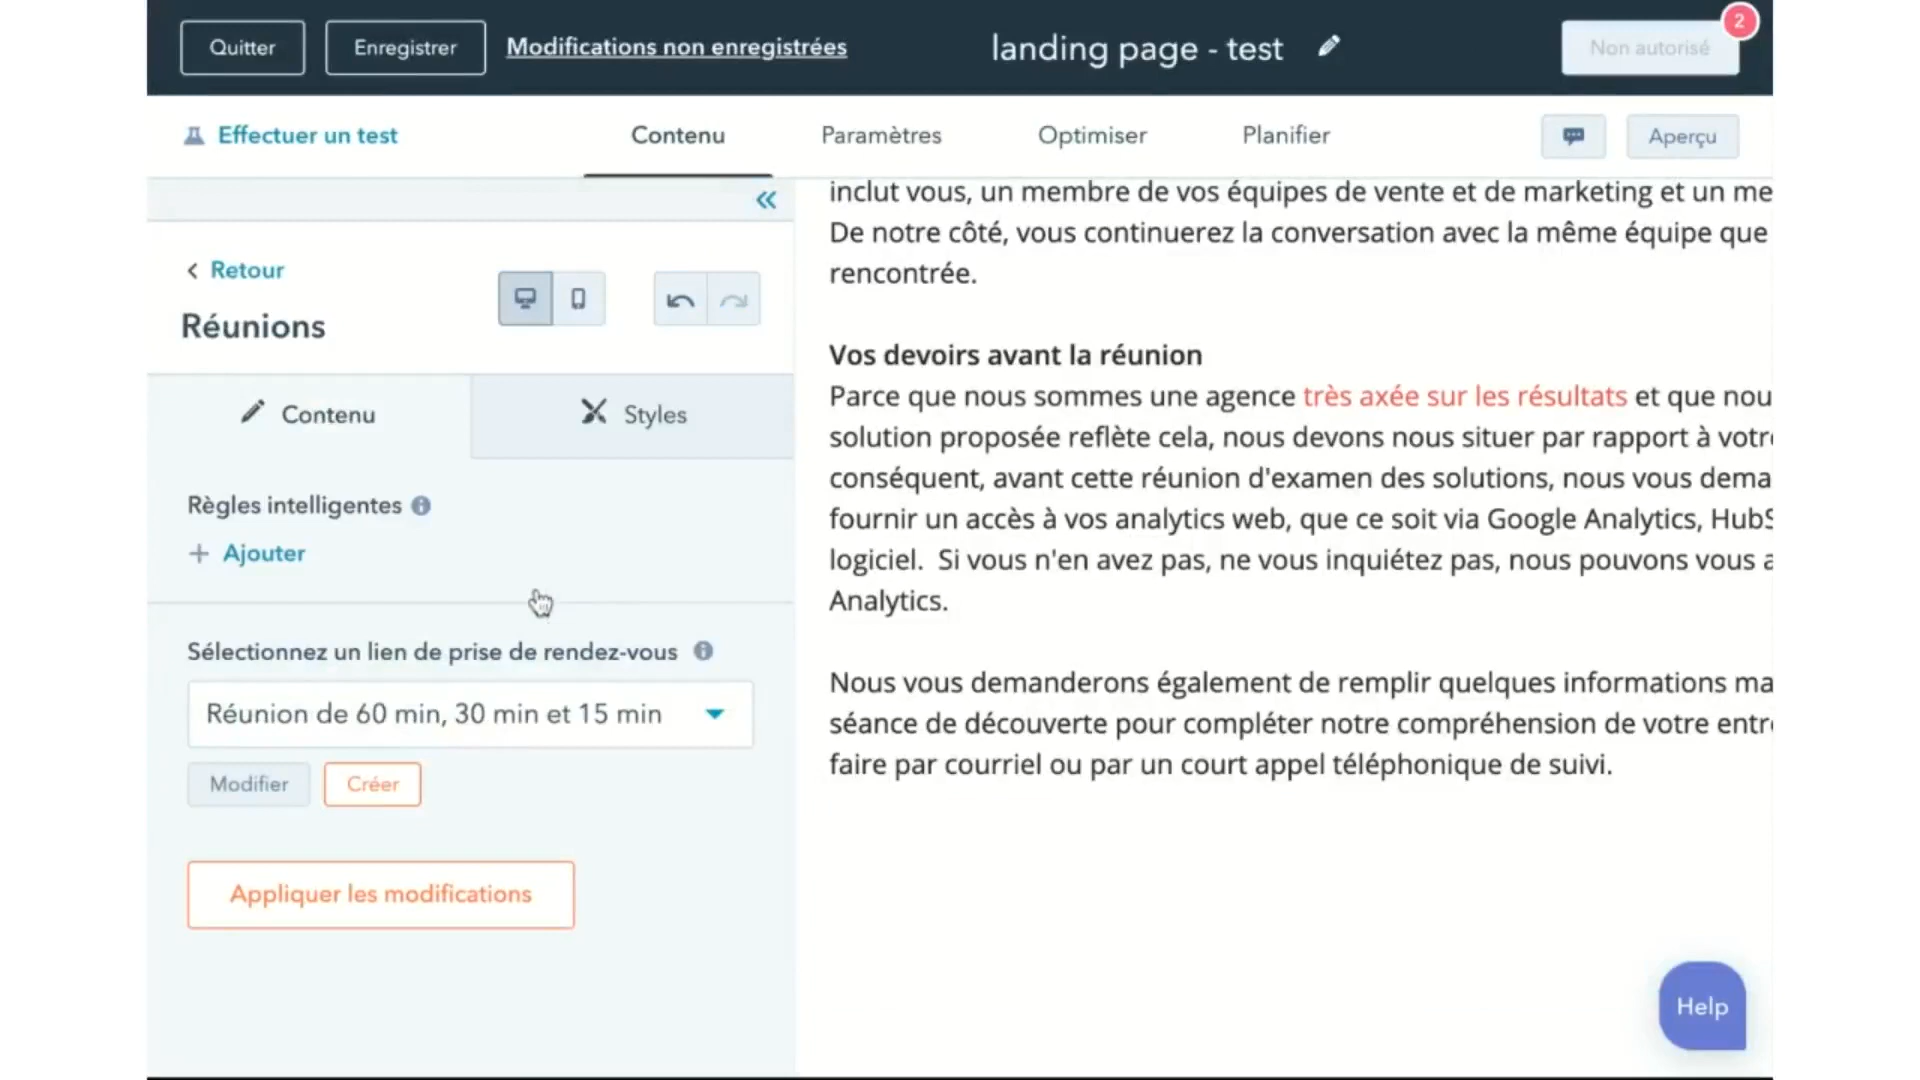 Quitter
Enregistrer
Modifications non enregistrées
landing page - test
Non autorisé
2
Effectuer un test
Contenu
Paramètres
Optimiser
Planifier
Aperçu
Retour
Réunions
Contenu
Styles
Règles intelligentes
+ Ajouter
Sélectionnez un lien de prise de rendez-vous
Réunion de 60 min, 30 min et 15 min
Modifier
Créer
Appliquer les modifications
inclut vous, un membre de vos équipes de vente et de marketing et un me
De notre côté, vous continuerez la conversation avec la même équipe que
rencontrée.
Vos devoirs avant la réunion
Parce que nous sommes une agence très axée sur les résultats et que nou
solution proposée reflète cela, nous devons nous situer par rapport à votr
conséquent, avant cette réunion d'examen des solutions, nous vous dema
fournir un accès à vos analytics web, que ce soit via Google Analytics, HubS
logiciel. Si vous n'en avez pas, ne vous inquiétez pas, nous pouvons vous a
Analytics.
Nous vous demanderons également de remplir quelques informations ma
séance de découverte pour compléter notre compréhension de votre entr
faire par courriel ou par un court appel téléphonique de suivi.
Help